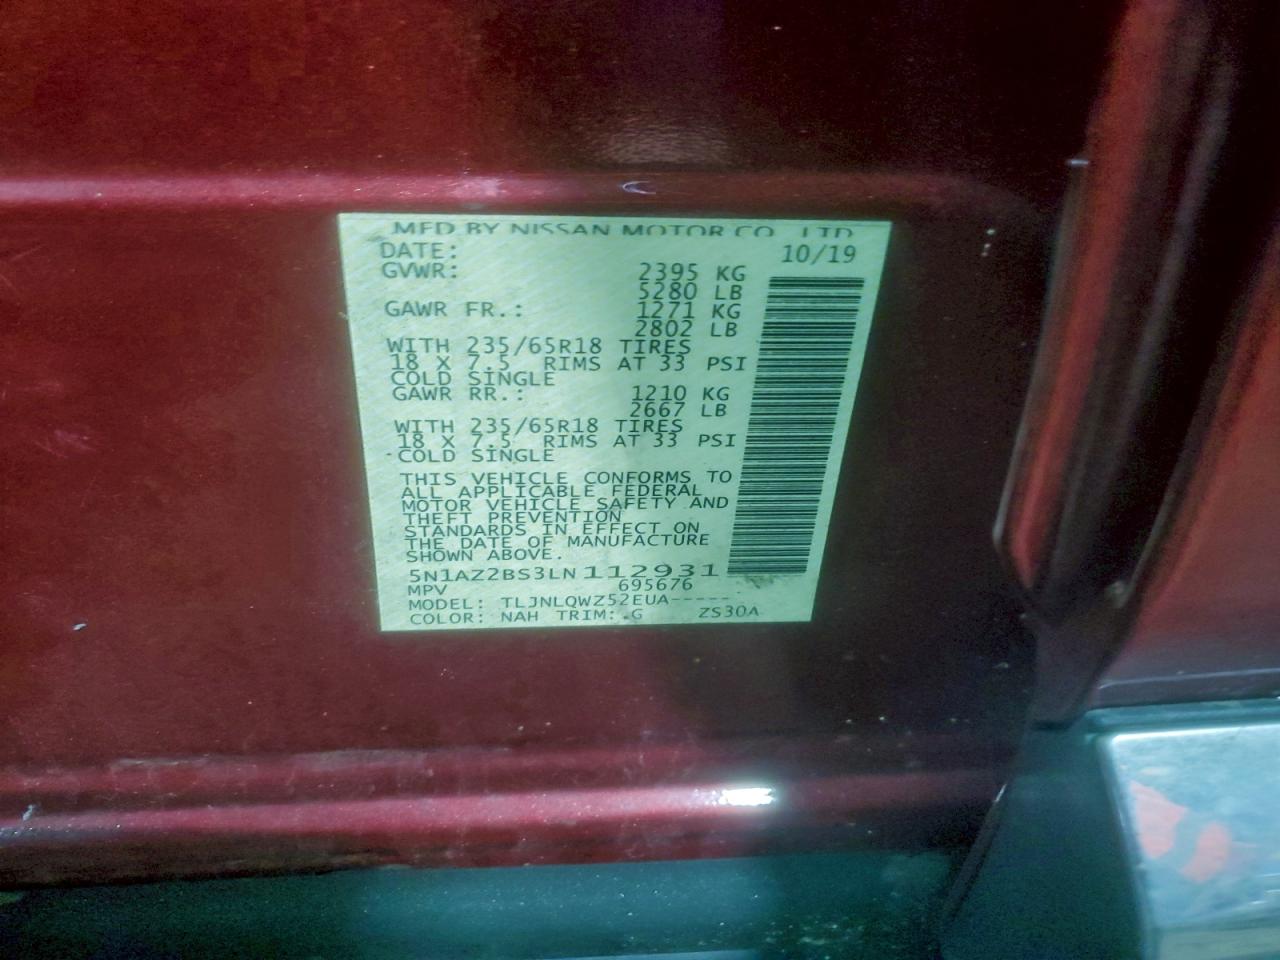 MFD BY NISSAN MOTOR CO., LTD
DATE: 10/19
GVWR: 2395 KG
5280 LB
GAWR FR.: 1271 KG
2802 LB
WITH 235/65R18 TIRES
18 X 7.5 RIMS AT 33 PSI
COLD SINGLE
GAWR RR.: 1210 KG
2667 LB
WITH 235/65R18 TIRES
18 X 7.5 RIMS AT 33 PSI
COLD SINGLE
THIS VEHICLE CONFORMS TO
ALL APPLICABLE FEDERAL
MOTOR VEHICLE SAFETY AND
THEFT PREVENTION
STANDARDS IN EFFECT ON
THE DATE OF MANUFACTURE
SHOWN ABOVE.
5N1AZ2BS3LN112931
MPV 695676
MODEL: TLJNLQWZ52EUA-----
COLOR: NAH TRIM: G ZS30A